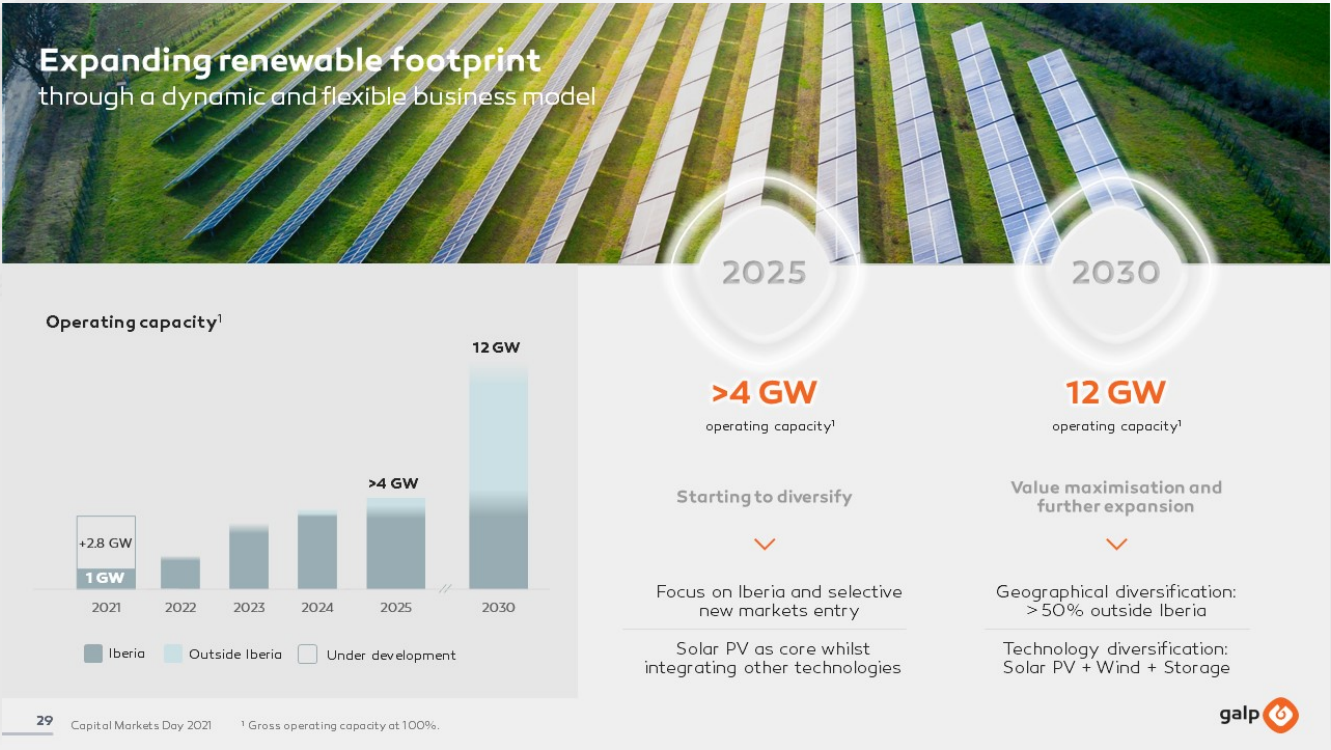 Expanding renewable footprint
through a dynamic and flexible business model
Operating capacity¹
12 GW
>4 GW
+2.8 GW
1 GW
2021 2022 2023 2024 2025 2030
Iberia Outside Iberia Under development
2025
>4 GW
operating capacity¹
Starting to diversify
Focus on Iberia and selective
new markets entry
Solar PV as core whilst
integrating other technologies
2030
12 GW
operating capacity¹
Value maximisation and
further expansion
Geographical diversification:
>50% outside Iberia
Technology diversification:
Solar PV + Wind + Storage
29 Capital Markets Day 2021 ¹ Gross operating capacity at 100%.
galp